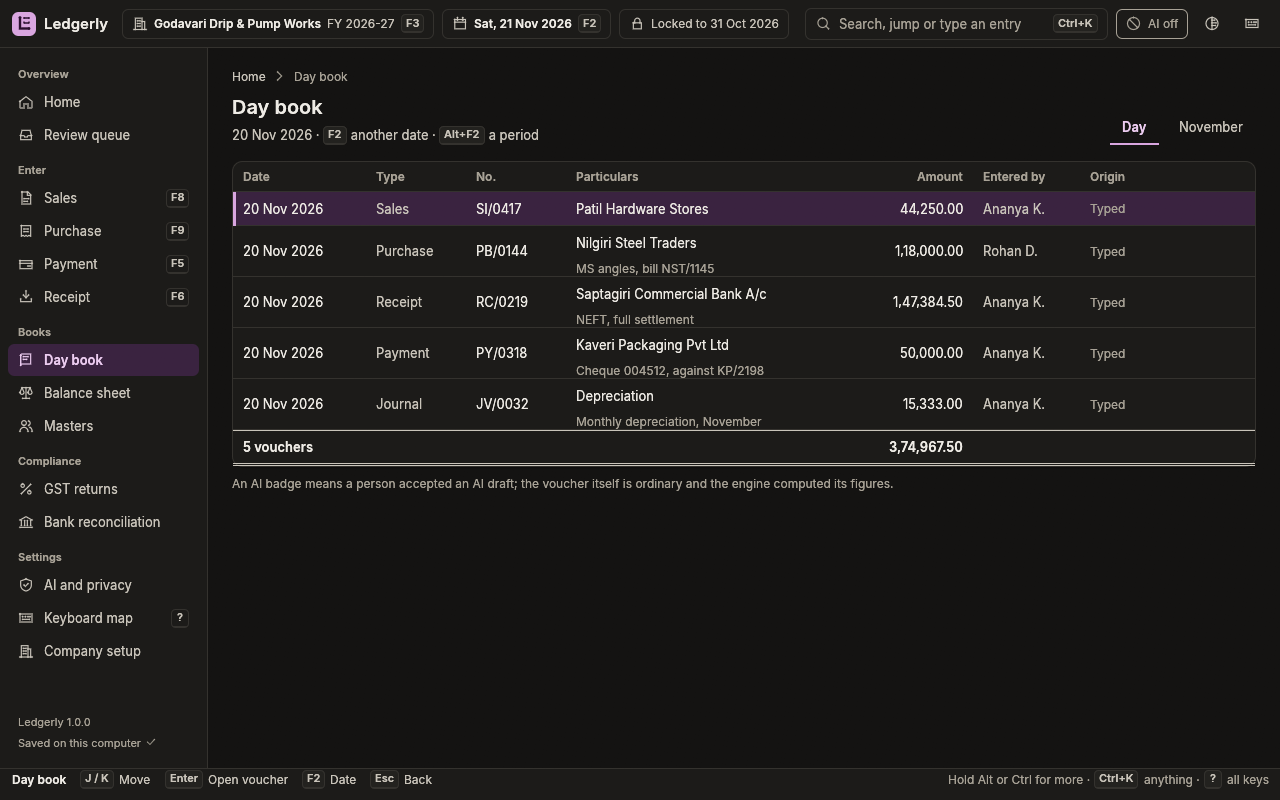 Ledgerly
Godavari Drip & Pump Works FY 2026-27 F3
Sat, 21 Nov 2026 F2
Locked to 31 Oct 2026
Search, jump or type an entry Ctrl+K
AI off
Overview
Home
Review queue
Enter
Sales F8
Purchase F9
Payment F5
Receipt F6
Books
Day book
Balance sheet
Masters
Compliance
GST returns
Bank reconciliation
Settings
AI and privacy
Keyboard map ?
Company setup
Ledgerly 1.0.0
Saved on this computer
Home Day book
Day book
20 Nov 2026 · F2 another date · Alt+F2 a period
Day November
Date Type No. Particulars Amount Entered by Origin
20 Nov 2026 Sales SI/0417 Patil Hardware Stores 44,250.00 Ananya K. Typed
20 Nov 2026 Purchase PB/0144 Nilgiri Steel Traders 1,18,000.00 Rohan D. Typed
MS angles, bill NST/1145
20 Nov 2026 Receipt RC/0219 Saptagiri Commercial Bank A/c 1,47,384.50 Ananya K. Typed
NEFT, full settlement
20 Nov 2026 Payment PY/0318 Kaveri Packaging Pvt Ltd 50,000.00 Ananya K. Typed
Cheque 004512, against KP/2198
20 Nov 2026 Journal JV/0032 Depreciation 15,333.00 Ananya K. Typed
Monthly depreciation, November
5 vouchers 3,74,967.50
An AI badge means a person accepted an AI draft; the voucher itself is ordinary and the engine computed its figures.
Day book J / K Move Enter Open voucher F2 Date Esc Back
Hold Alt or Ctrl for more · Ctrl+K anything · ? all keys